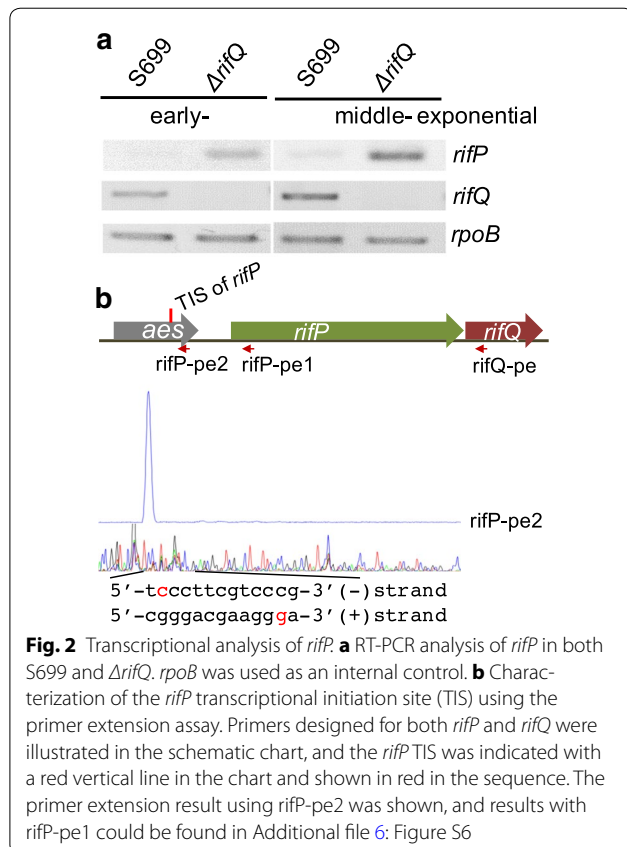 a
S699 ΔrifQ S699 ΔrifQ
early- middle- exponential
rifP
rifQ
rpoB
b
TIS of rifP
aes rifP rifQ
rifP-pe2 rifP-pe1 rifQ-pe
rifP-pe2
5'-tcccttcgtcccg-3'(-)strand
5'-cgggacgaaggga-3'(+)strand
Fig. 2 Transcriptional analysis of rifP. a RT-PCR analysis of rifP in both
S699 and ΔrifQ. rpoB was used as an internal control. b Charac-
terization of the rifP transcriptional initiation site (TIS) using the
primer extension assay. Primers designed for both rifP and rifQ were
illustrated in the schematic chart, and the rifP TIS was indicated with
a red vertical line in the chart and shown in red in the sequence. The
primer extension result using rifP-pe2 was shown, and results with
rifP-pe1 could be found in Additional file 6: Figure S6